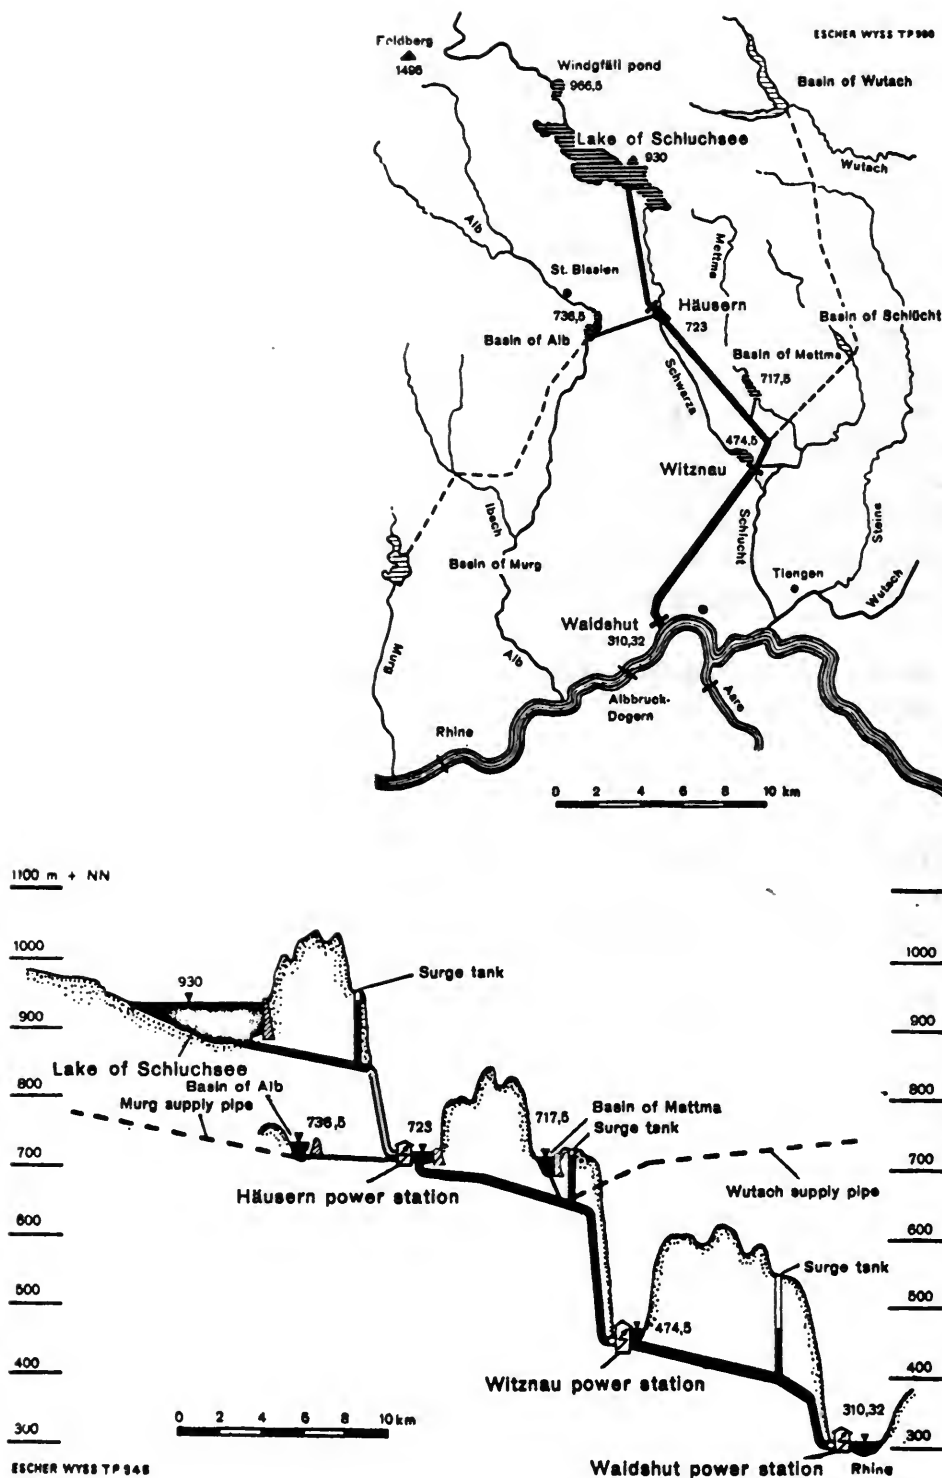 Feldberg
1495
ESCHER WYSS TP
Windgfäll pond
966,5
Basin of Wutach
Lake of Schluchsee
930
Wutach
Alb
Mettma
St. Blasien
Häusern
723
736,5
Basin of Alb
Basin of Schlücht
Basin of Mettma
717,5
Schwarza
474,5
Witznau
Ibach
Schlucht
Steina
Basin of Murg
Tiengen
Wutach
Waldshut
310,32
Murg
Alb
Albbruck-
Dogern
Aare
Rhine
0 2 4 6 8 10 km
1100 m + NN
1000
1000
930
Surge tank
900
900
Lake of Schluchsee
Basin of Alb
800
800
Murg supply pipe
736,5
723
717,5
Basin of Mettma
Surge tank
700
700
Häusern power station
Wutach supply pipe
600
600
Surge tank
500
500
474,5
400
400
Witznau power station
310,32
0 2 4 6 8 10 km
300
300
ESCHER WYSS TP
Waldshut power station
Rhine